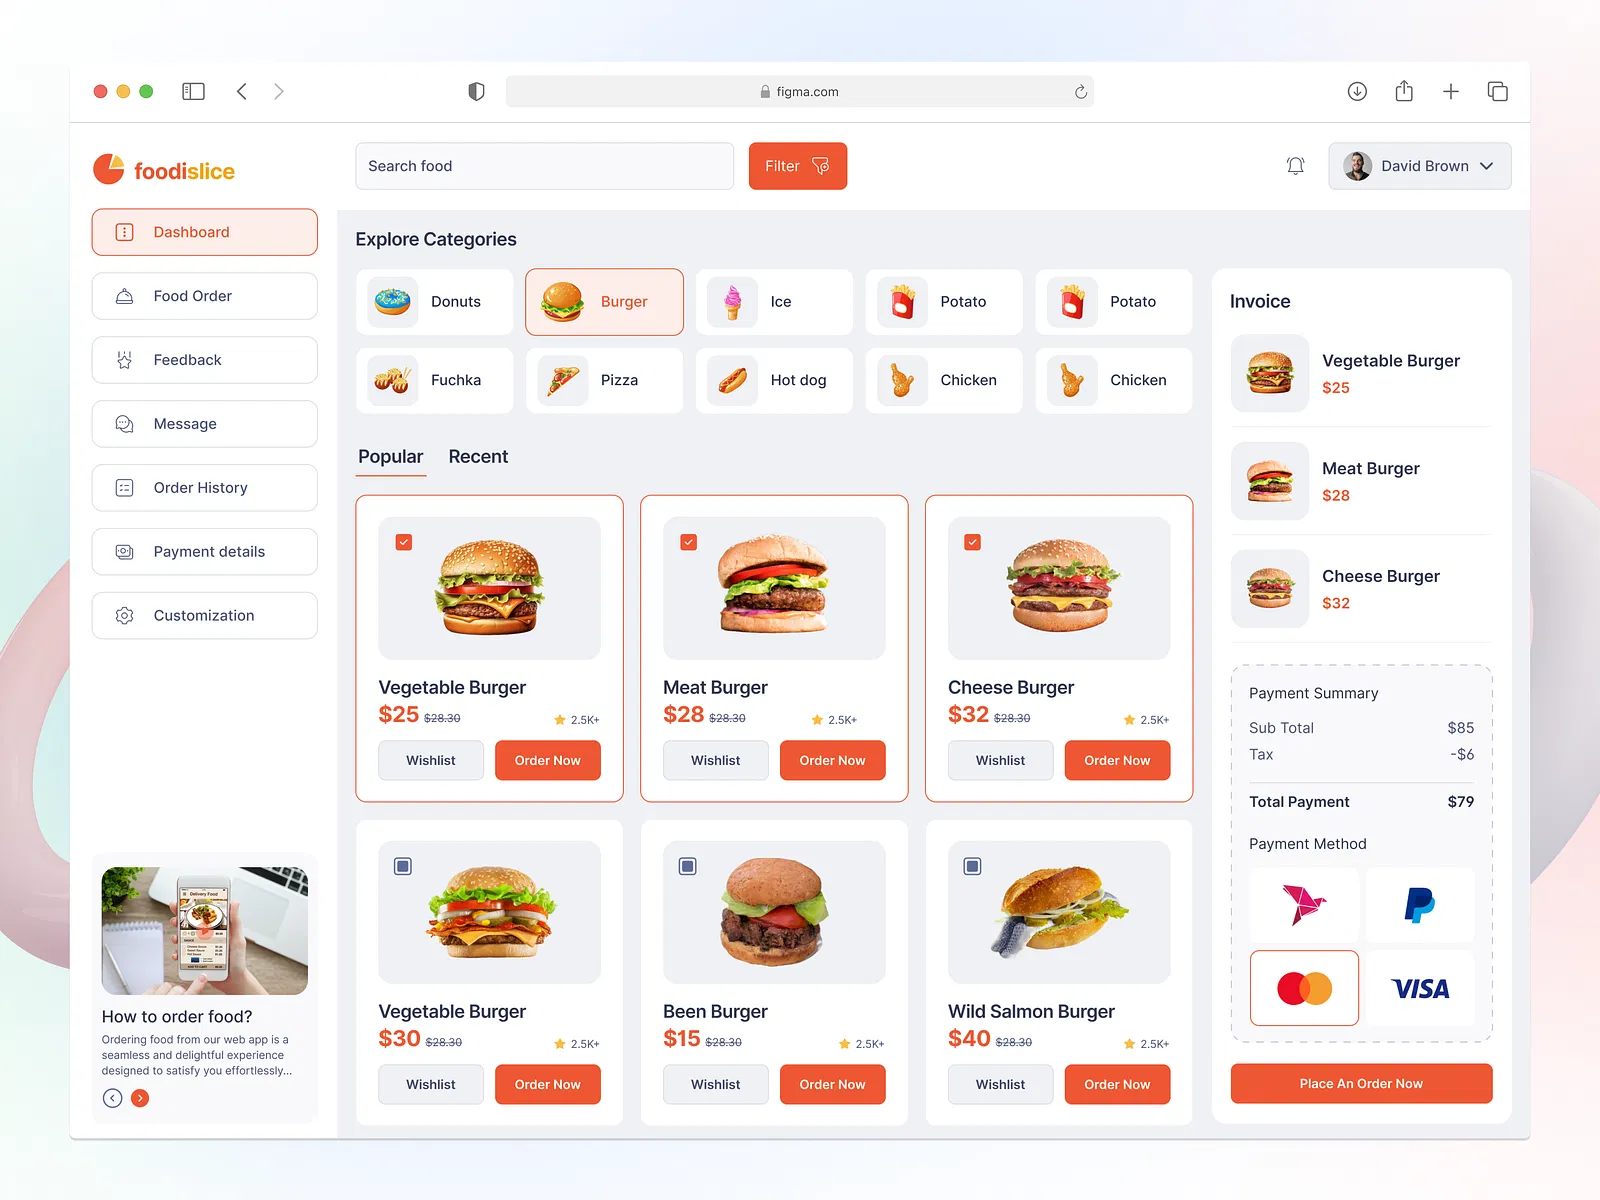 figma.com
foodislice
Search food
Filter
David Brown
Dashboard
Food Order
Feedback
Message
Order History
Payment details
Customization
How to order food?
Ordering food from our web app is a
seamless and delightful experience
designed to satisfy you effortlessly...
Explore Categories
Donuts
Burger
Ice
Potato
Potato
Fuchka
Pizza
Hot dog
Chicken
Chicken
Popular
Recent
Vegetable Burger
$25 $28.30
2.5K+
Wishlist
Order Now
Meat Burger
$28 $28.30
2.5K+
Wishlist
Order Now
Cheese Burger
$32 $28.30
2.5K+
Wishlist
Order Now
Vegetable Burger
$30 $28.30
2.5K+
Wishlist
Order Now
Been Burger
$15 $28.30
2.5K+
Wishlist
Order Now
Wild Salmon Burger
$40 $28.30
2.5K+
Wishlist
Order Now
Invoice
Vegetable Burger
$25
Meat Burger
$28
Cheese Burger
$32
Payment Summary
Sub Total $85
Tax -$6
Total Payment $79
Payment Method
VISA
Place An Order Now
Delivery Food